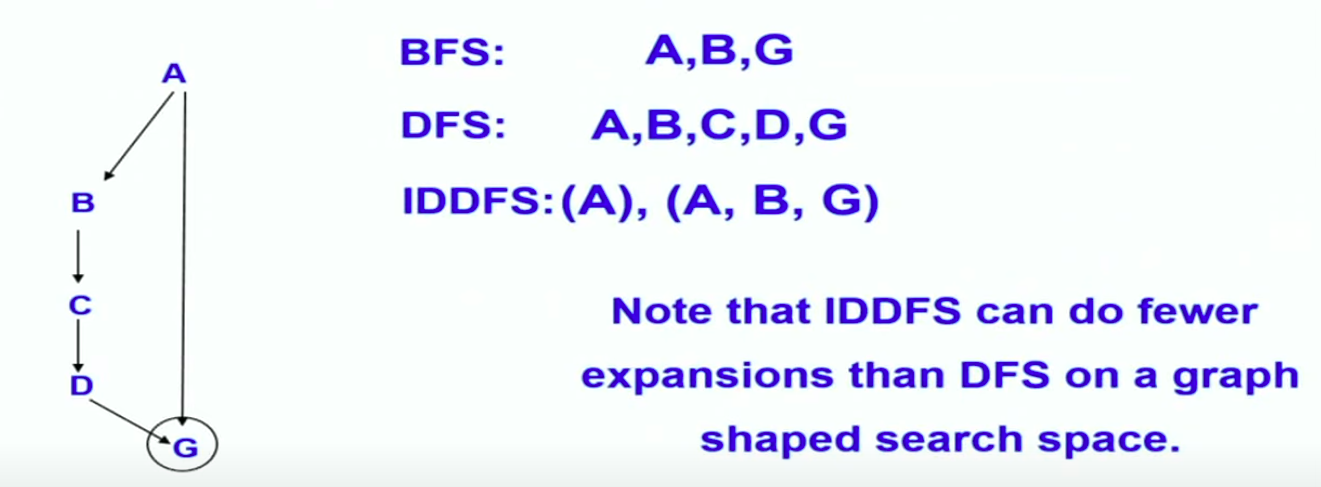 A
B
C
D
G
BFS: A,B,G
DFS: A,B,C,D,G
IDDFS:(A), (A, B, G)
Note that IDDFS can do fewer
expansions than DFS on a graph
shaped search space.